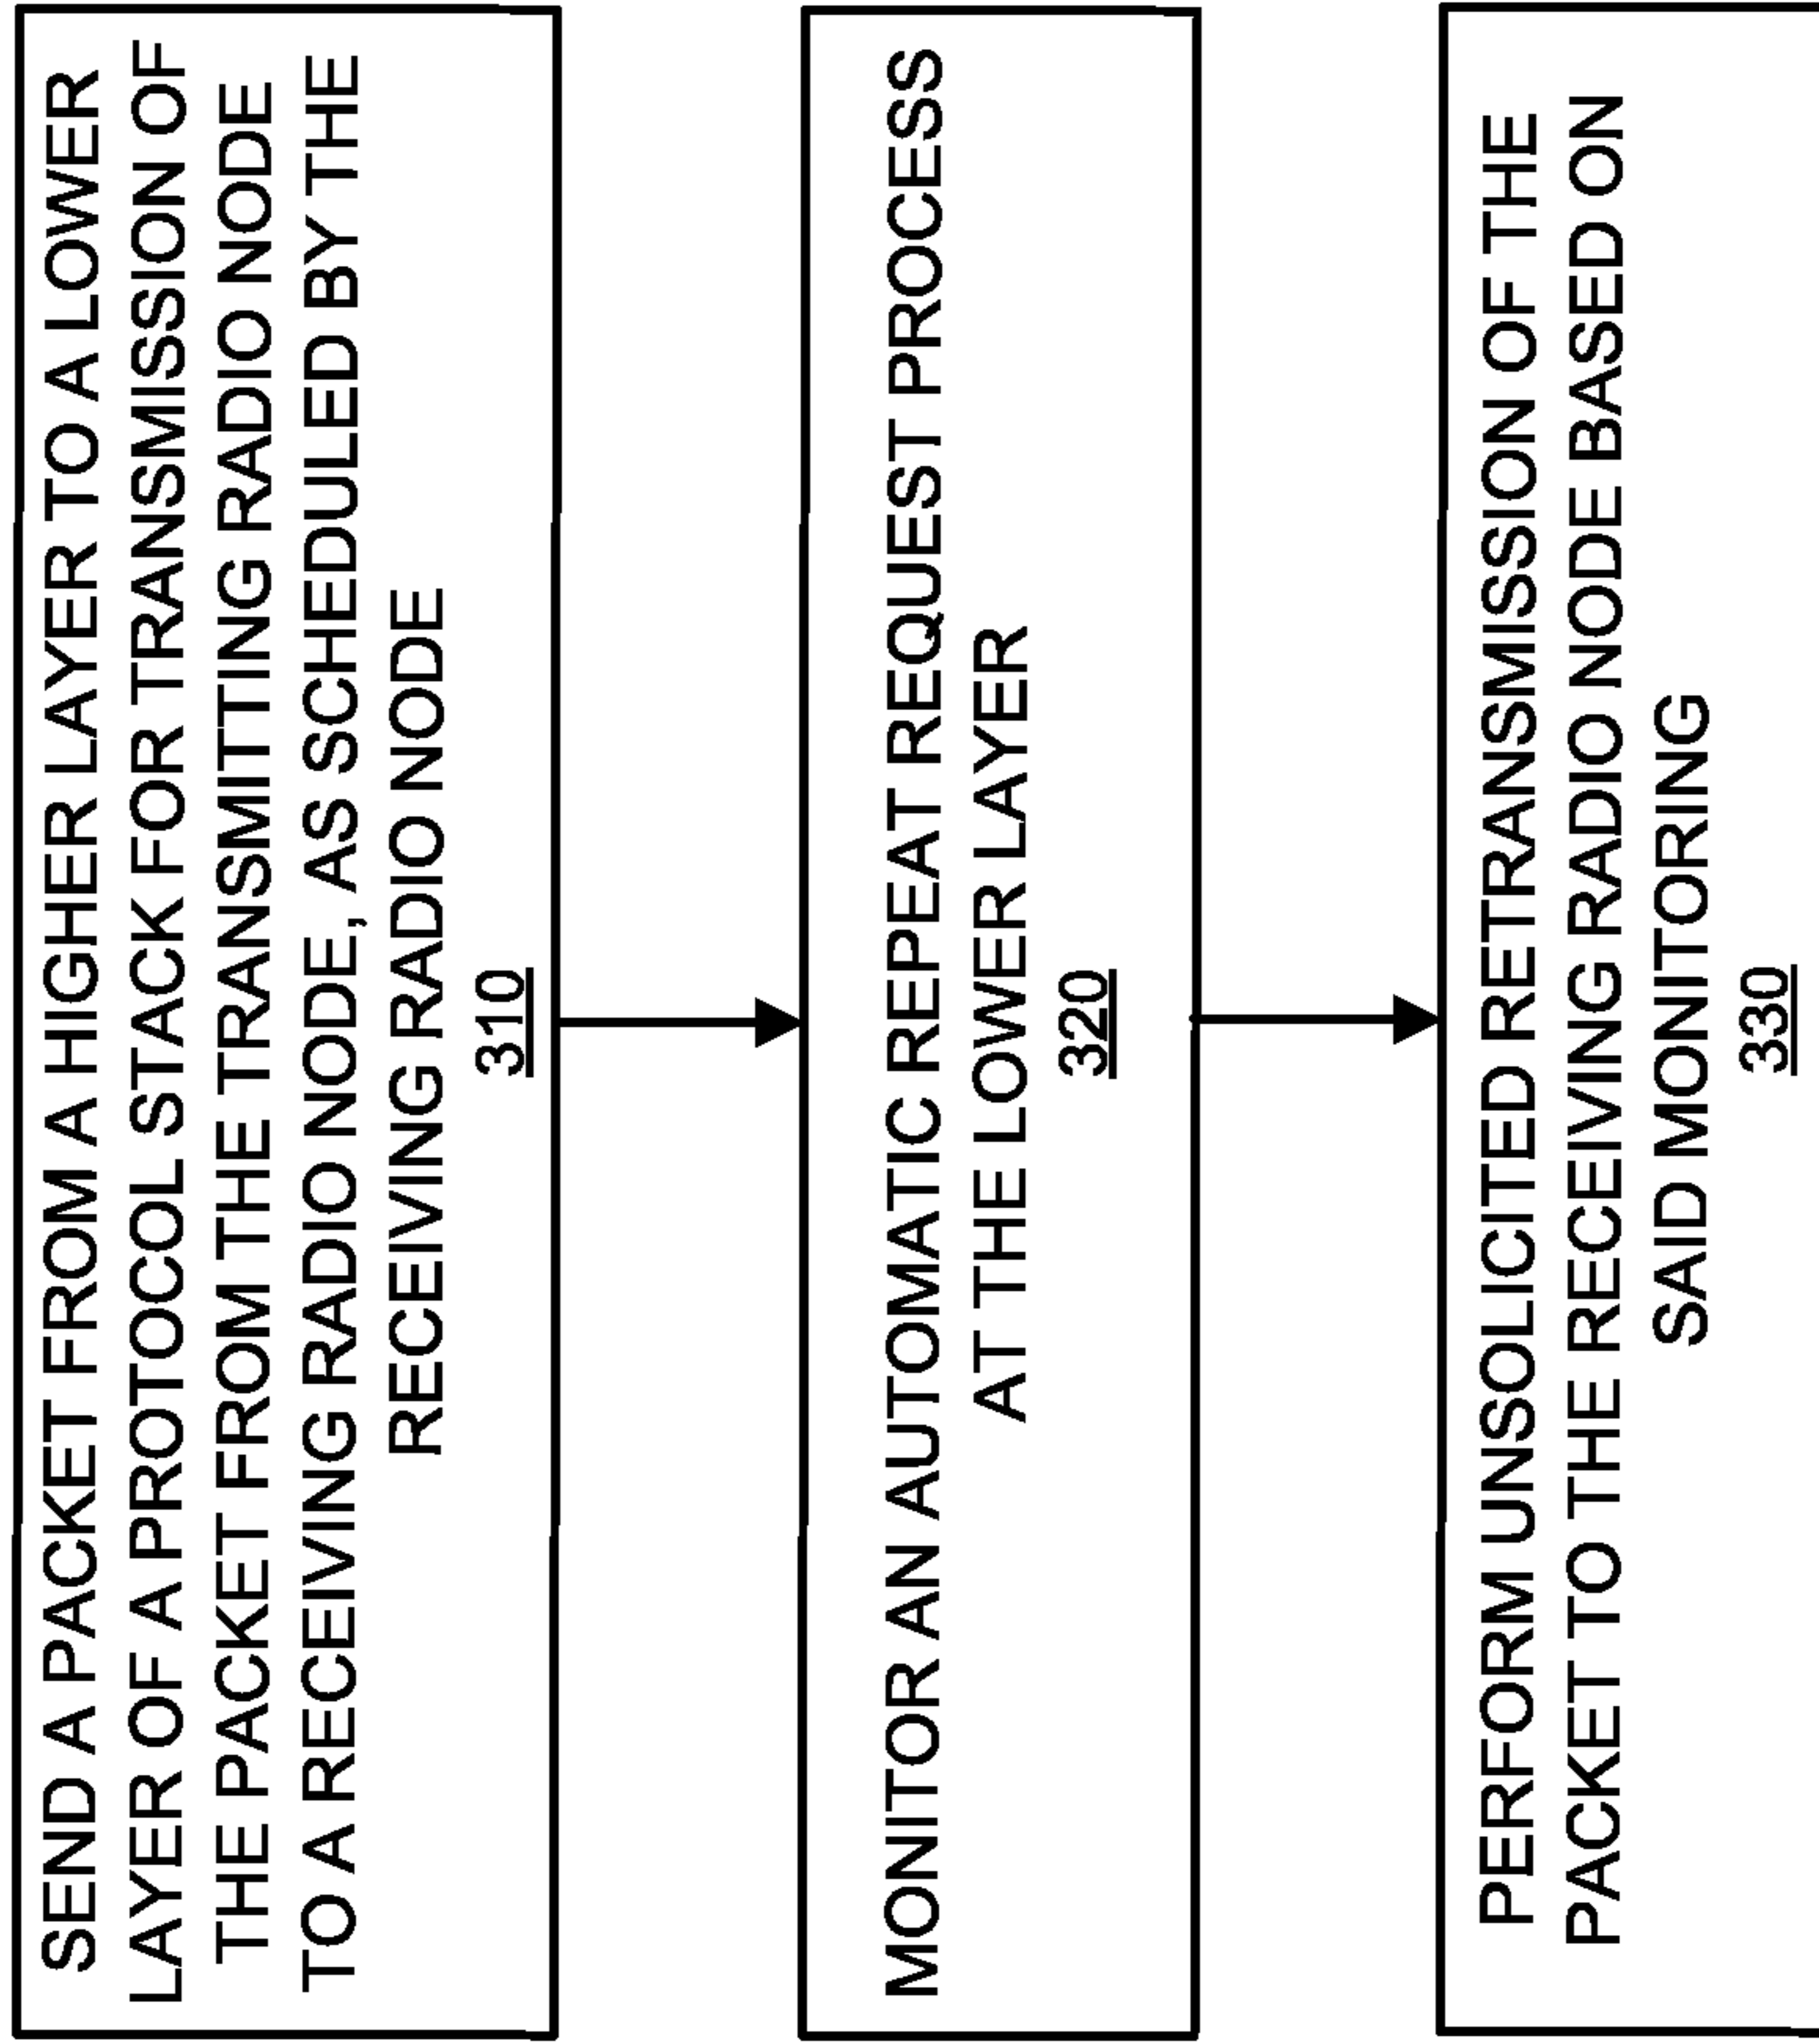 SEND A PACKET FROM A HIGHER LAYER TO A LOWER
LAYER OF A PROTOCOL STACK FOR TRANSMISSION OF
THE PACKET FROM THE TRANSMITTING RADIO NODE
TO A RECEIVING RADIO NODE, AS SCHEDULED BY THE
RECEIVING RADIO NODE
310
MONITOR AN AUTOMATIC REPEAT REQUEST PROCESS
AT THE LOWER LAYER
320
PERFORM UNSOLICITED RETRANSMISSION OF THE
PACKET TO THE RECEIVING RADIO NODE BASED ON
SAID MONITORING
330